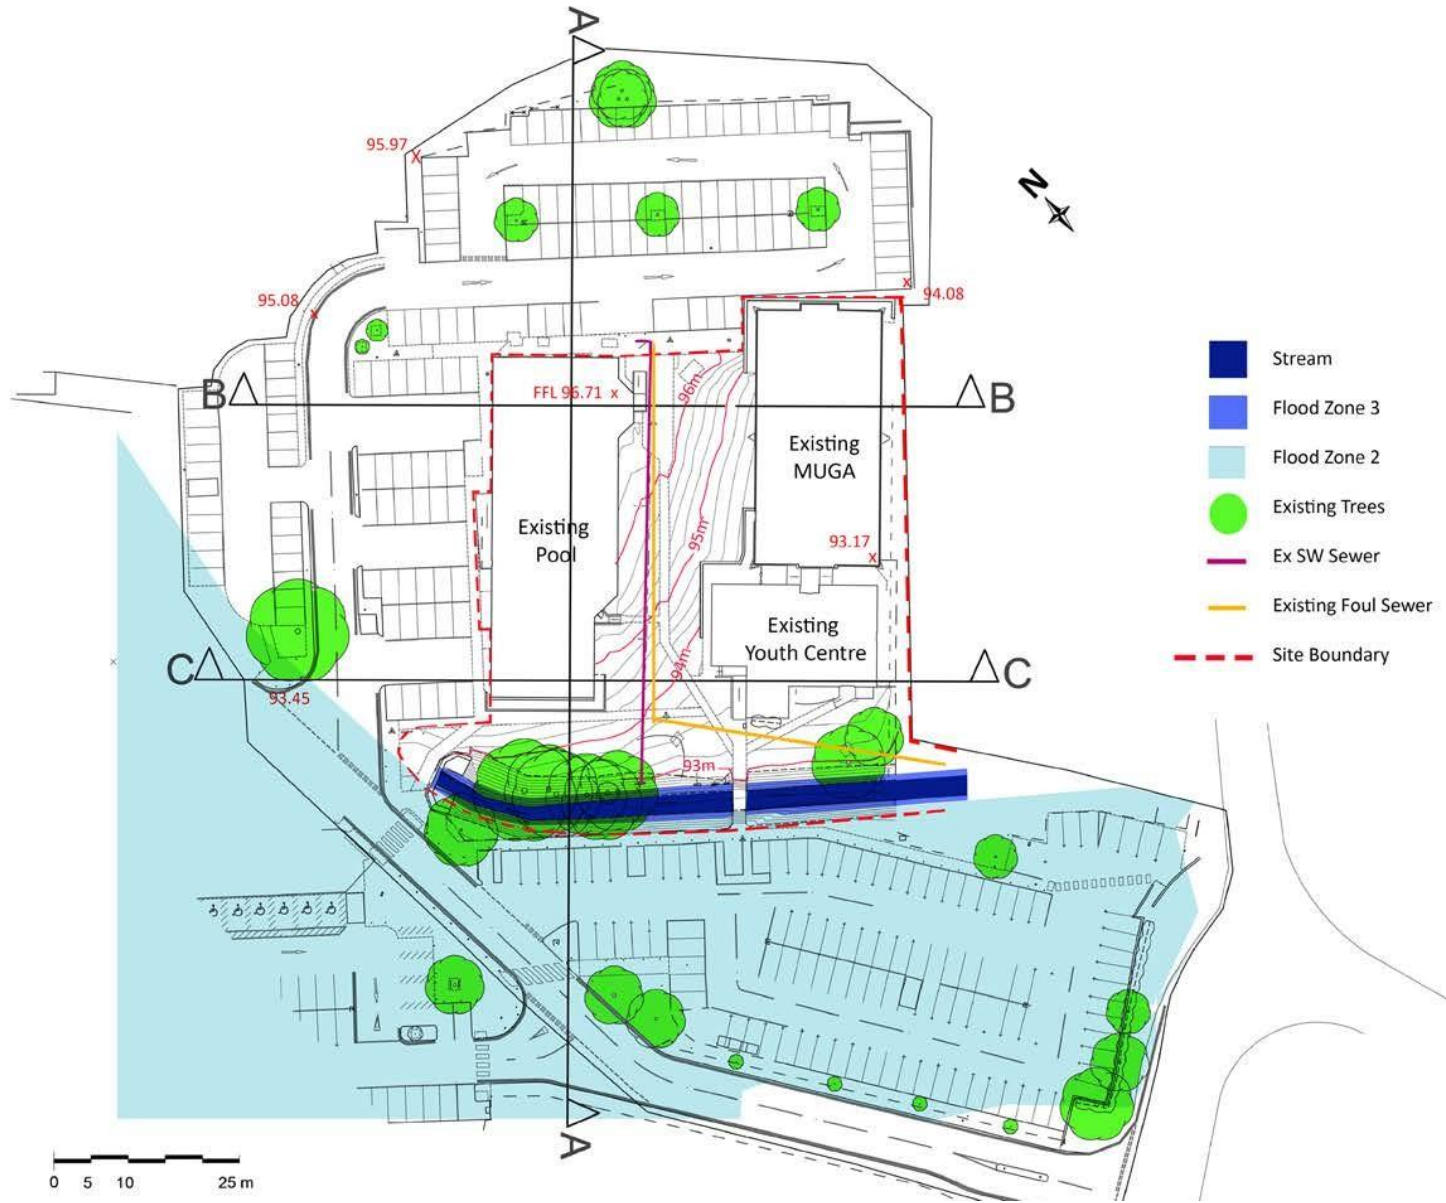 A
95.97 X
N
95.08 x
x 94.08
B
B
FFL 96.71 x
96m
Existing
MUGA
Existing
Pool
95m
93.17 x
Existing
Youth Centre
94m
C
C
93.45
93m
Stream
Flood Zone 3
Flood Zone 2
Existing Trees
Ex SW Sewer
Existing Foul Sewer
Site Boundary
A
0 5 10 25 m